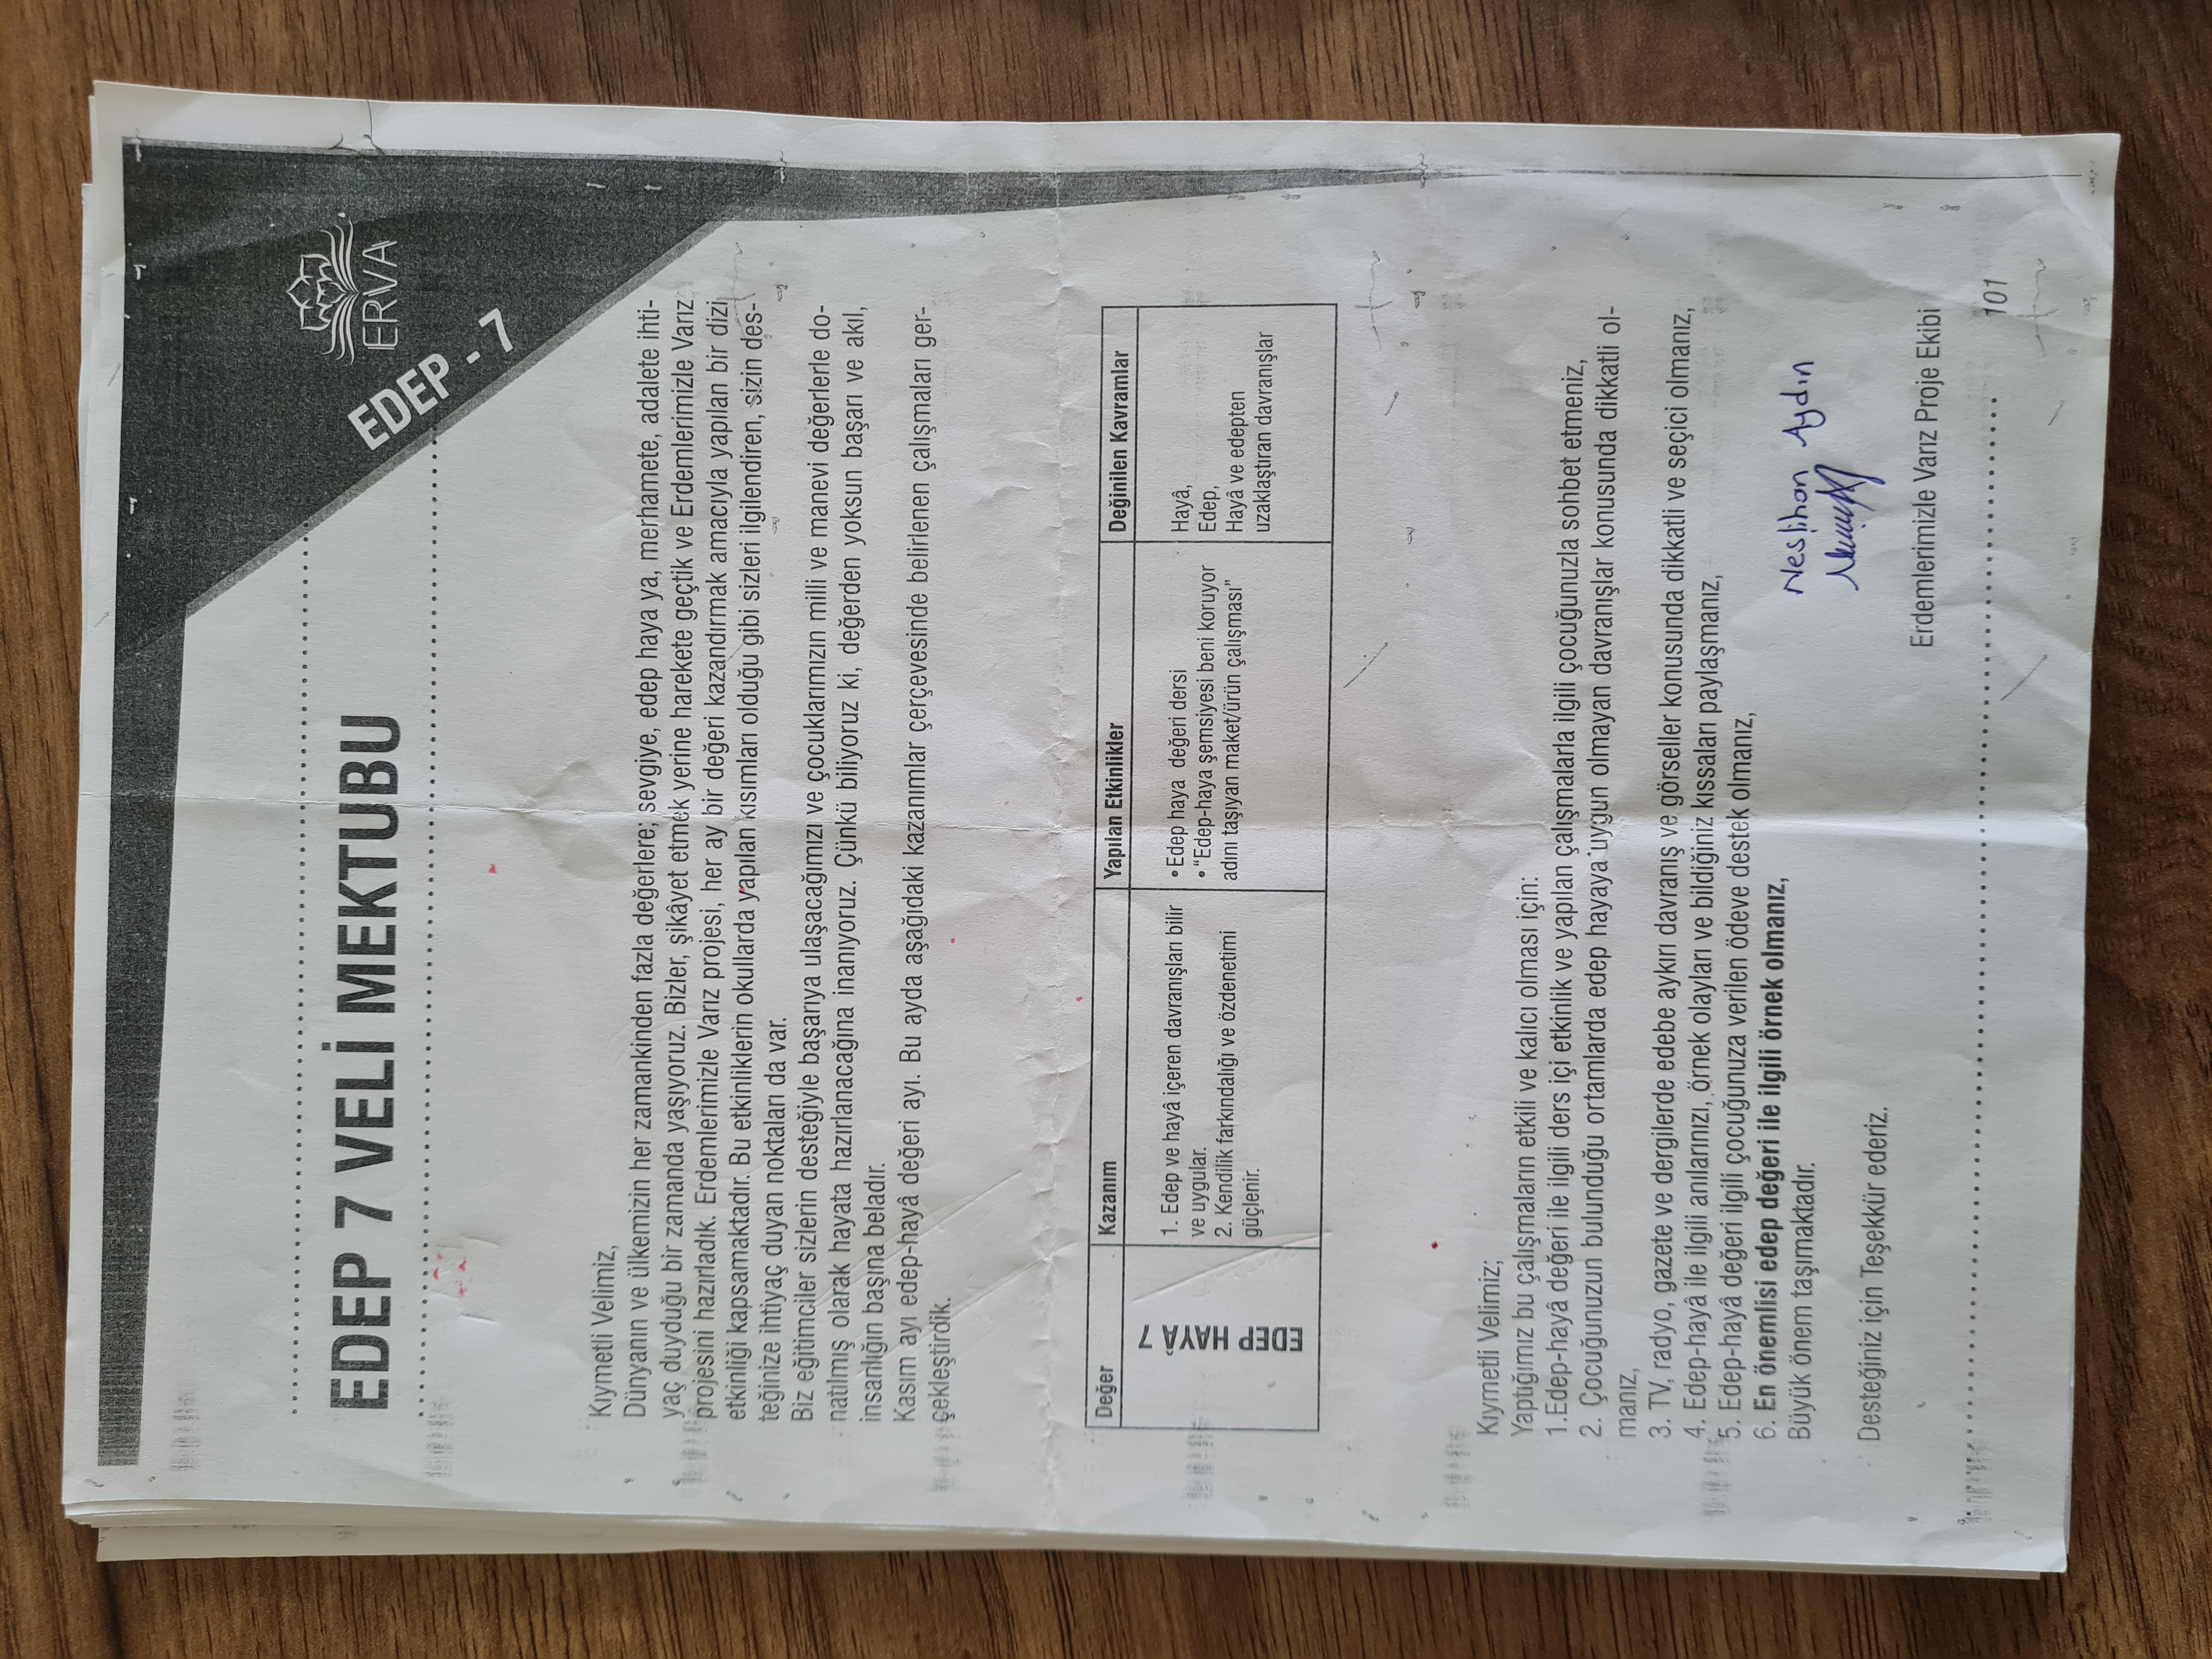 ERVA
EDEP - 7
EDEP 7 VELİ MEKTUBU
Kıymetli Velimiz,
Dünyanın ve ülkemizin her zamankinden fazla değerlere; sevgiye, edep haya ya, merhamete, adalete ihti-
yaç duyduğu bir zamanda yaşıyoruz. Bizler, şikâyet etmek yerine harekete geçtik ve Erdemlerimizle Varız
projesini hazırladık. Erdemlerimizle Varız projesi, her ay bir değeri kazandırmak amacıyla yapılan bir dizi
etkinliği kapsamaktadır. Bu etkinliklerin okullarda yapılan kısımları olduğu gibi sizleri ilgilendiren, sizin des-
teğinize ihtiyaç duyan noktaları da var.
Biz eğitimciler sizlerin desteğiyle başarıya ulaşacağımızı ve çocuklarımızın milli ve manevi değerlerle do-
natılmış olarak hayata hazırlanacağına inanıyoruz. Çünkü biliyoruz ki, değerden yoksun başarı ve akıl,
insanlığın başına beladır.
Kasım ayı edep-hayâ değeri ayı. Bu ayda aşağıdaki kazanımlar çerçevesinde belirlenen çalışmaları ger-
çekleştirdik.
Değer Kazanım Yapılan Etkinlikler Değinilen Kavramlar
EDEP HAYÂ 7
1. Edep ve hayâ içeren davranışları bilir
ve uygular.
2. Kendilik farkındalığı ve özdenetimi
güçlenir.
• Edep haya değeri dersi
• “Edep-haya şemsiyesi beni koruyor
adını taşıyan maket/ürün çalışması”
Hayâ,
Edep,
Hayâ ve edepten
uzaklaştıran davranışlar
Kıymetli Velimiz;
Yaptığımız bu çalışmaların etkili ve kalıcı olması için:
1.Edep-hayâ değeri ile ilgili ders içi etkinlik ve yapılan çalışmalarla ilgili çocuğunuzla sohbet etmeniz,
2. Çocuğunuzun bulunduğu ortamlarda edep hayaya uygun olmayan davranışlar konusunda dikkatli ol-
manız,
3. TV, radyo, gazete ve dergilerde edebe aykırı davranış ve görseller konusunda dikkatli ve seçici olmanız,
4. Edep-hayâ ile ilgili anılarınızı, örnek olayları ve bildiğiniz kıssaları paylaşmanız,
5. Edep-hayâ değeri ilgili çocuğunuza verilen ödeve destek olmanız,
6. En önemlisi edep değeri ile ilgili örnek olmanız,
Büyük önem taşımaktadır.
Neslihan Aydın
Desteğiniz için Teşekkür ederiz.
Erdemlerimizle Varız Proje Ekibi
101